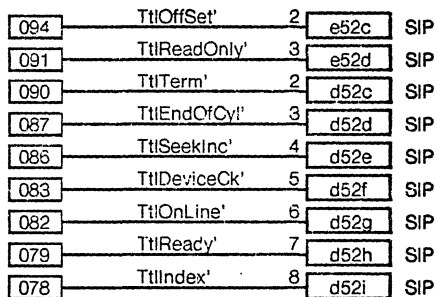 094 TtlOffSet' 2 e52c SIP
091 TtlReadOnly' 3 e52d SIP
090 TtlTerm' 2 d52c SIP
087 TtlEndOfCyl' 3 d52d SIP
086 TtlSeekInc' 4 d52e SIP
083 TtlDeviceCk' 5 d52f SIP
082 TtlOnLine' 6 d52g SIP
079 TtlReady' 7 d52h SIP
078 TtlIndex' 8 d52i SIP